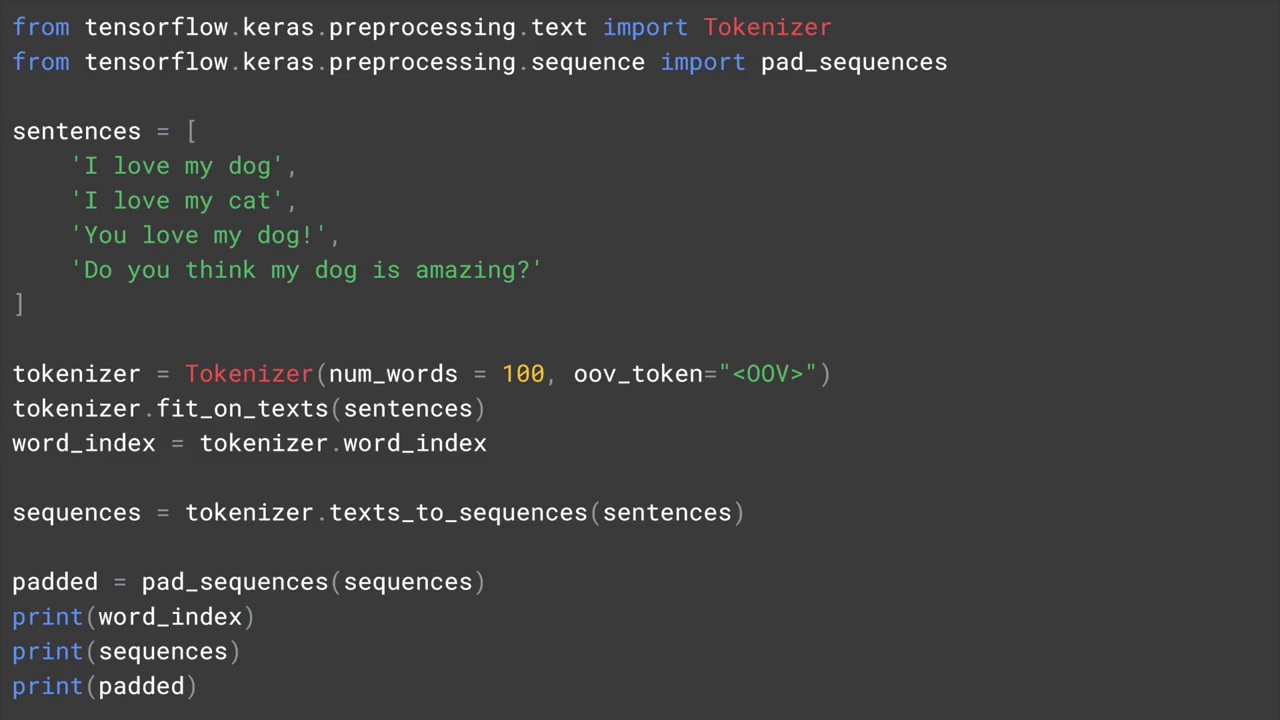 from tensorflow.keras.preprocessing.text import Tokenizer
from tensorflow.keras.preprocessing.sequence import pad_sequences
sentences = [
    'I love my dog',
    'I love my cat',
    'You love my dog!',
    'Do you think my dog is amazing?'
]
tokenizer = Tokenizer(num_words = 100, oov_token="<OOV>")
tokenizer.fit_on_texts(sentences)
word_index = tokenizer.word_index
sequences = tokenizer.texts_to_sequences(sentences)
padded = pad_sequences(sequences)
print(word_index)
print(sequences)
print(padded)